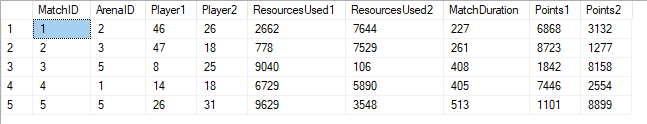 MatchID ArenaID Player1 Player2 ResourcesUsed1 ResourcesUsed2 MatchDuration Points1 Points2
1 1 2 46 26 2662 7644 227 6868 3132
2 2 3 47 18 778 7529 261 8723 1277
3 3 5 8 25 9040 106 408 1842 8158
4 4 1 14 18 6729 5890 405 7446 2554
5 5 5 26 31 9629 3548 513 1101 8899